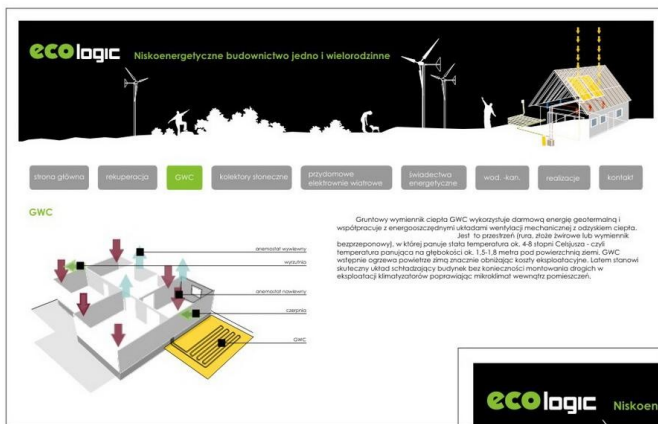 ecologic Niskoenergetyczne budownictwo jedno i wielorodzinne
strona główna rekuperacja GWC kolektory słoneczne przydomowe elektrownie wiatrowe świadectwa energetyczne wod. -kan. realizacje kontakt
GWC
Gruntowy wymiennik ciepła GWC wykorzystuje darmową energię geotermalną i
współpracuje z energooszczędnymi układami wentylacji mechanicznej z odzyskiem ciepła.
Jest to przestrzeń (rura, złoże żwirowe lub wymiennik
bezprzeponowy), w której panuje stała temperatura ok. 4-8 stopni Celsjusza - czyli
temperatura panująca na głębokości ok. 1,5-1,8 metra pod powierzchnią ziemi. GWC
wstępnie ogrzewa powietrze zimą znacznie obniżając koszty eksploatacyjne. Latem stanowi
skuteczny układ schładzający budynek bez konieczności montowania drogich w
eksploatacji klimatyzatorów poprawiając mikroklimat wewnątrz pomieszczeń.
anemostat wywiewny
wyrzutnia
anemostat nawiewny
czerpnia
GWC
ecologic Niskoen